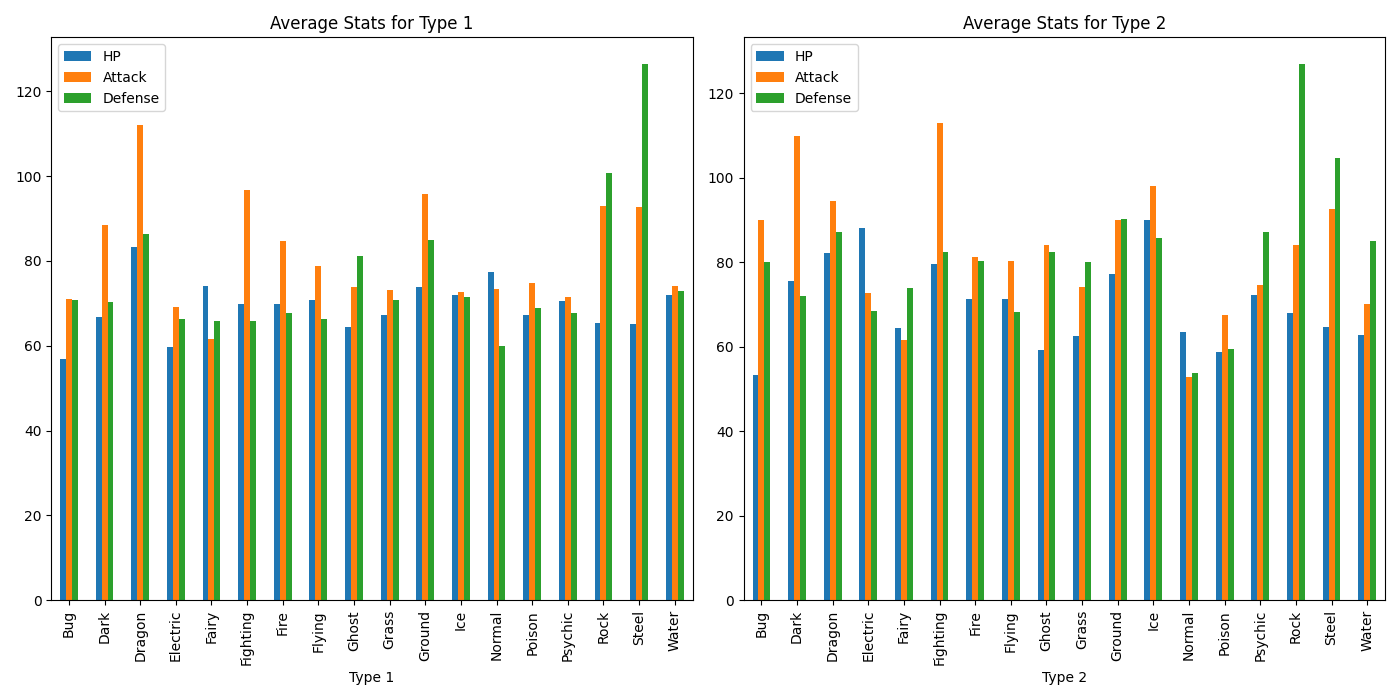 Average Stats for Type 1
HP
Attack
Defense
120
100
80
60
40
20
0
Bug
Dark
Dragon
Electric
Fairy
Fighting
Fire
Flying
Ghost
Grass
Ground
Ice
Normal
Poison
Psychic
Rock
Steel
Water
Type 1
Average Stats for Type 2
HP
Attack
Defense
120
100
80
60
40
20
0
Bug
Dark
Dragon
Electric
Fairy
Fighting
Fire
Flying
Ghost
Grass
Ground
Ice
Normal
Poison
Psychic
Rock
Steel
Water
Type 2